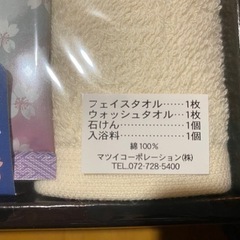 フェイスタオル……1枚
ウォッシュタオル…1枚
石けん……………1個
入浴料……………1個
綿100%
マツイコーポレーション(株)
TEL.072-728-5400